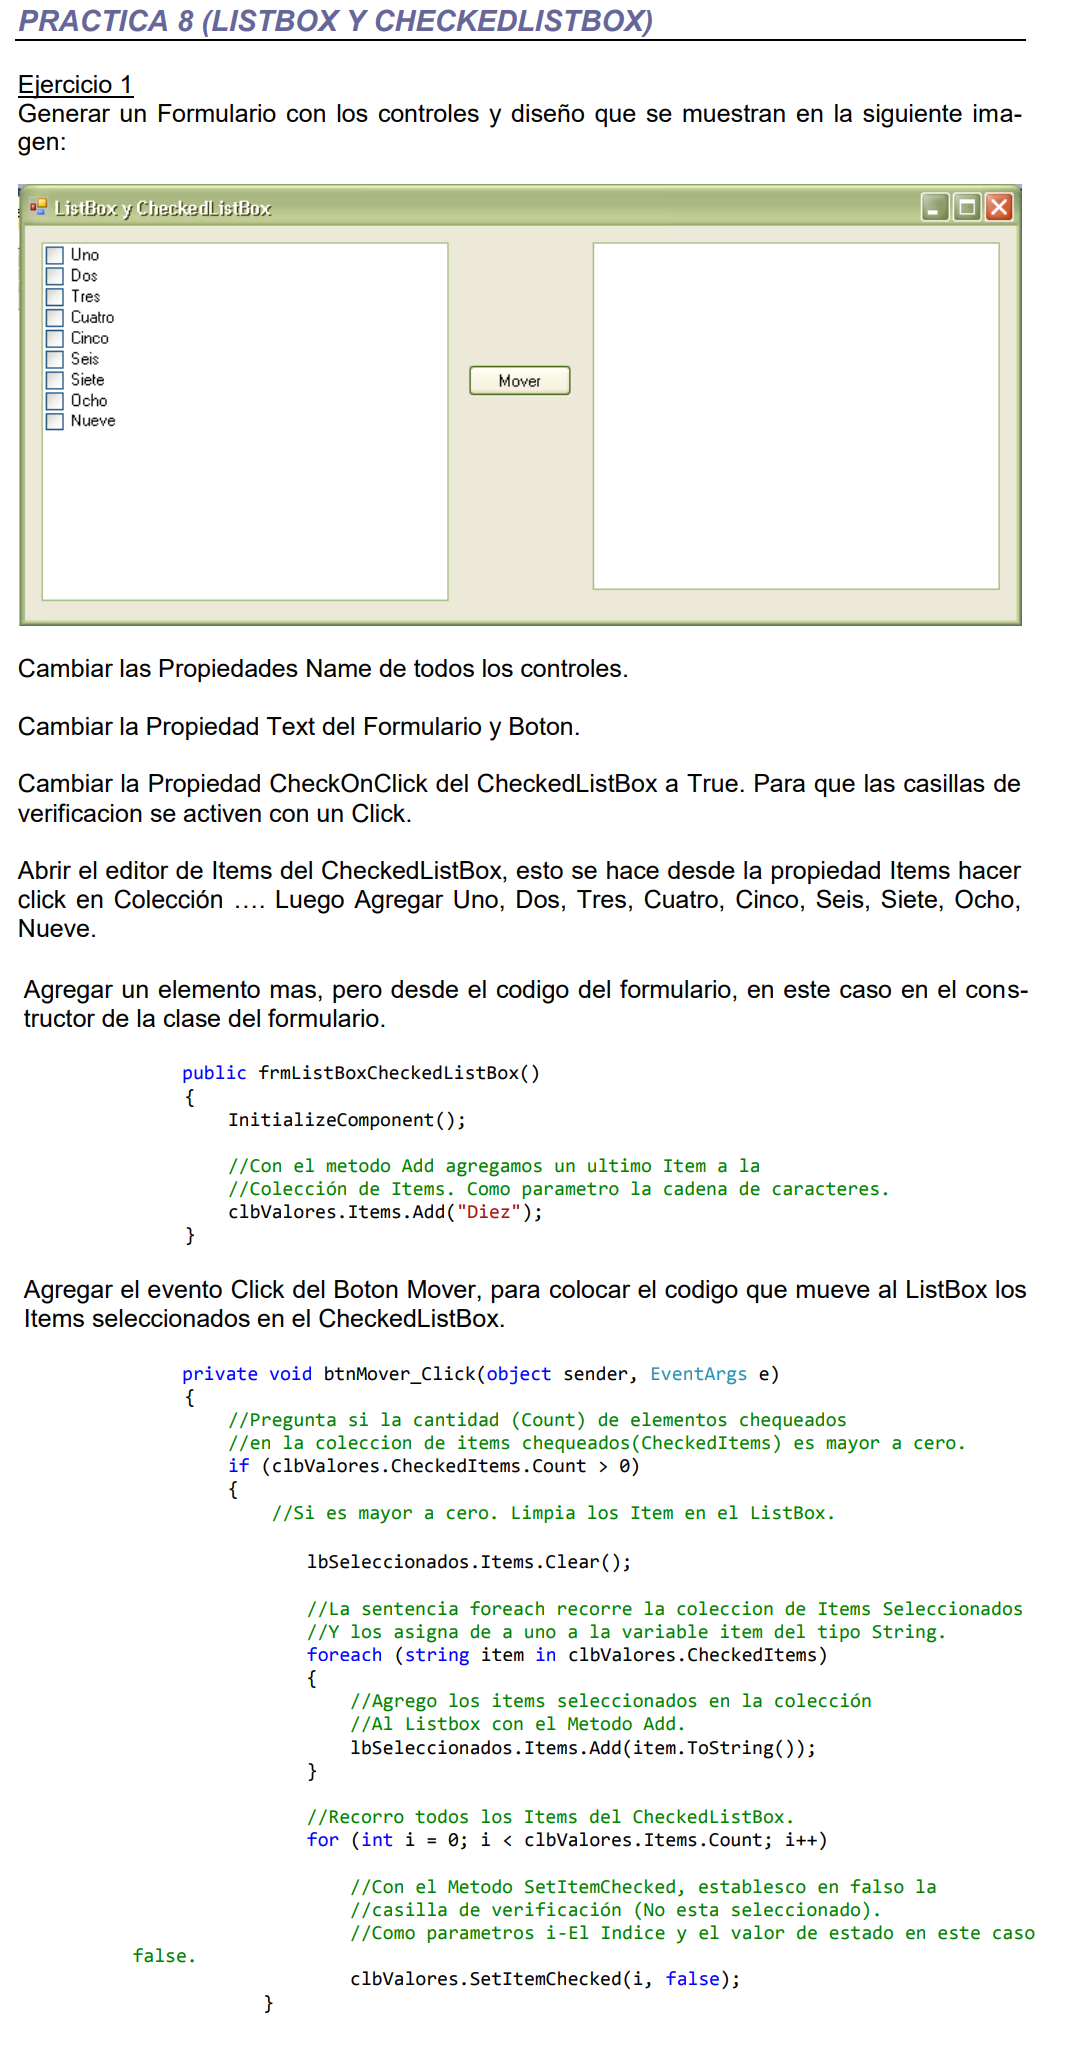 PRACTICA 8 (LISTBOX Y CHECKEDLISTBOX)
Ejercicio 1
Generar un Formulario con los controles y diseño que se muestran en la siguiente ima-
gen:
ListBox y CheckedListBox
Uno
Dos
Tres
Cuatro
Cinco
Seis
Siete
Ocho
Nueve
Mover
Cambiar las Propiedades Name de todos los controles.
Cambiar la Propiedad Text del Formulario y Boton.
Cambiar la Propiedad CheckOnClick del CheckedListBox a True. Para que las casillas de
verificacion se activen con un Click.
Abrir el editor de Items del CheckedListBox, esto se hace desde la propiedad Items hacer
click en Colección …. Luego Agregar Uno, Dos, Tres, Cuatro, Cinco, Seis, Siete, Ocho,
Nueve.
Agregar un elemento mas, pero desde el codigo del formulario, en este caso en el cons-
tructor de la clase del formulario.
public frmListBoxCheckedListBox()
{
InitializeComponent();
//Con el metodo Add agregamos un ultimo Item a la
//Colección de Items. Como parametro la cadena de caracteres.
clbValores.Items.Add("Diez");
}
Agregar el evento Click del Boton Mover, para colocar el codigo que mueve al ListBox los
Items seleccionados en el CheckedListBox.
private void btnMover_Click(object sender, EventArgs e)
{
//Pregunta si la cantidad (Count) de elementos chequeados
//en la coleccion de items chequeados(CheckedItems) es mayor a cero.
if (clbValores.CheckedItems.Count > 0)
{
//Si es mayor a cero. Limpia los Item en el ListBox.
lbSeleccionados.Items.Clear();
//La sentencia foreach recorre la coleccion de Items Seleccionados
//Y los asigna de a uno a la variable item del tipo String.
foreach (string item in clbValores.CheckedItems)
{
//Agrego los items seleccionados en la colección
//Al Listbox con el Metodo Add.
lbSeleccionados.Items.Add(item.ToString());
}
//Recorro todos los Items del CheckedListBox.
for (int i = 0; i < clbValores.Items.Count; i++)
//Con el Metodo SetItemChecked, establesco en falso la
//casilla de verificación (No esta seleccionado).
//Como parametros i-El Indice y el valor de estado en este caso
false.
clbValores.SetItemChecked(i, false);
}